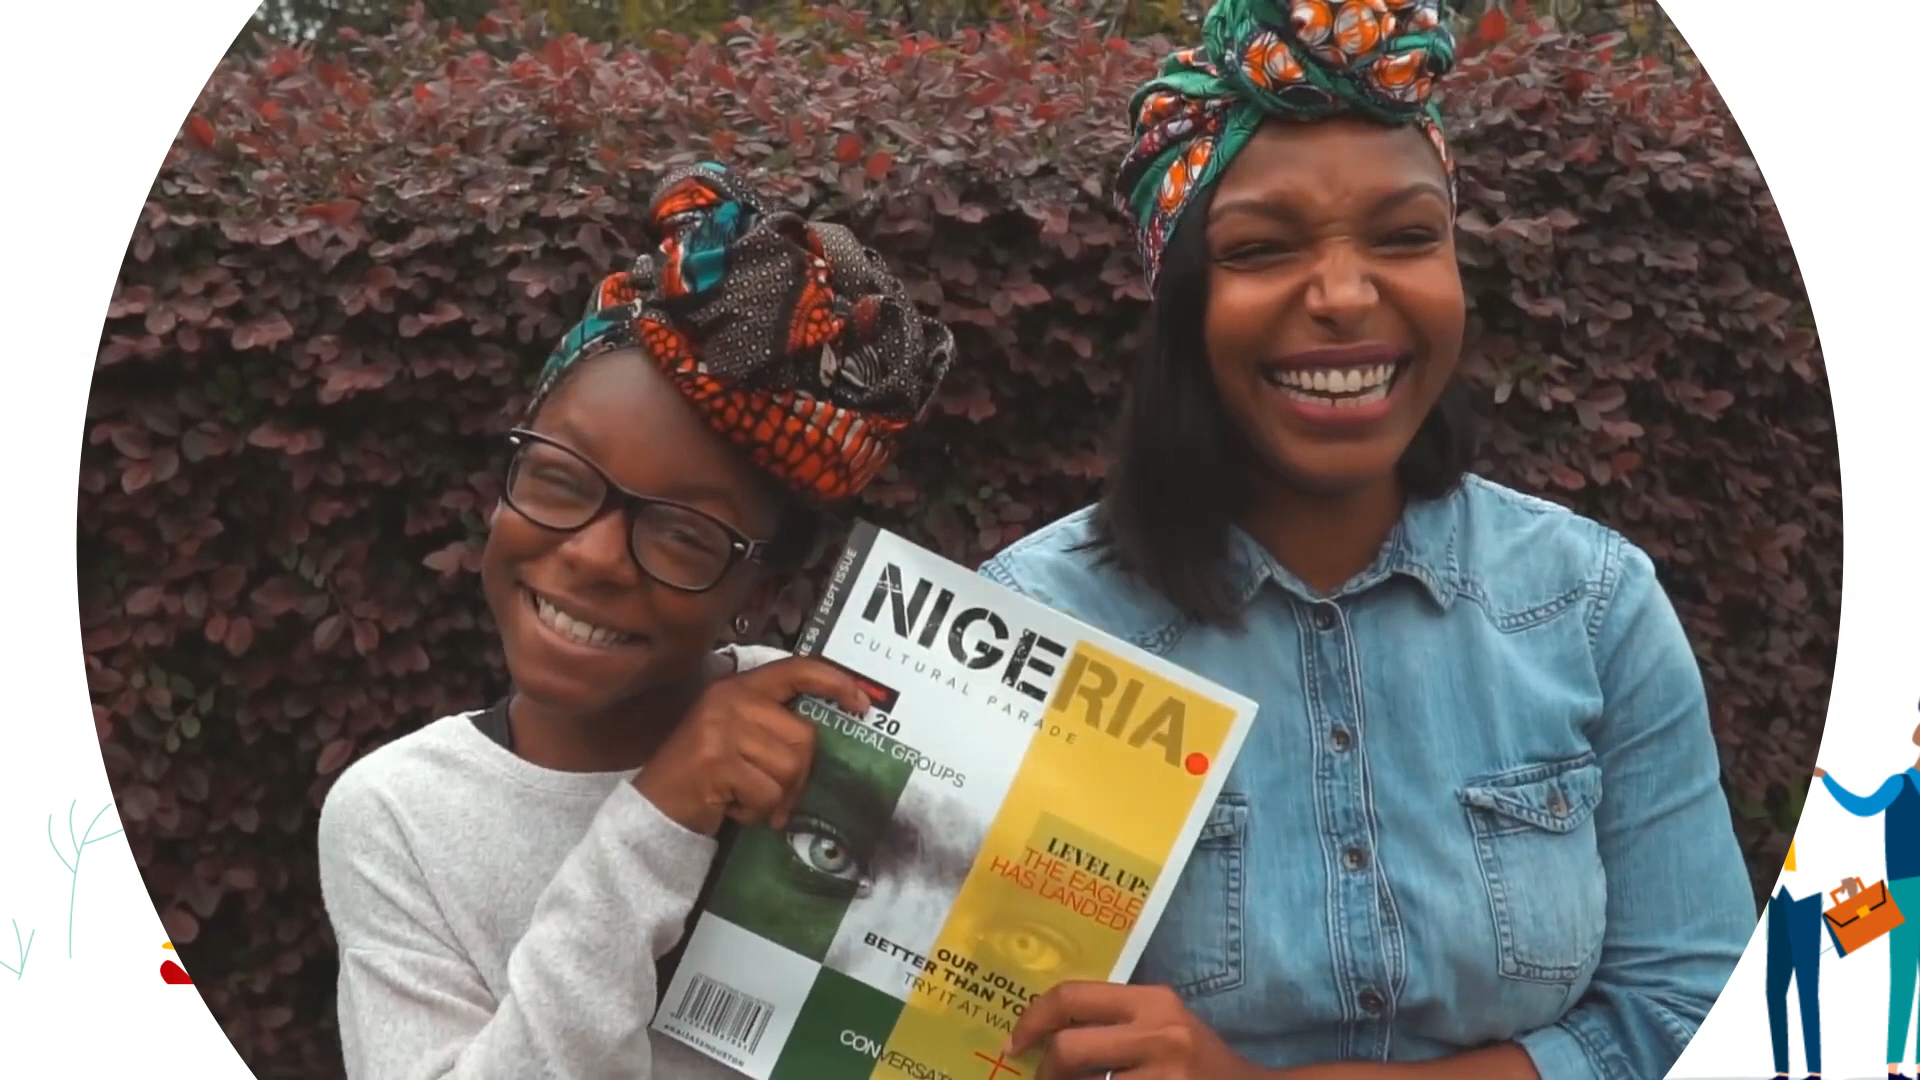 SEPT ISSUE
NIGERIA.
CULTURAL PARADE
20
CULTURAL GROUPS
LEVEL UP:
THE EAGLE
HAS LANDED!
OUR JOLLO
BETTER THAN YO
TRY IT AT WA
CONVERSAT